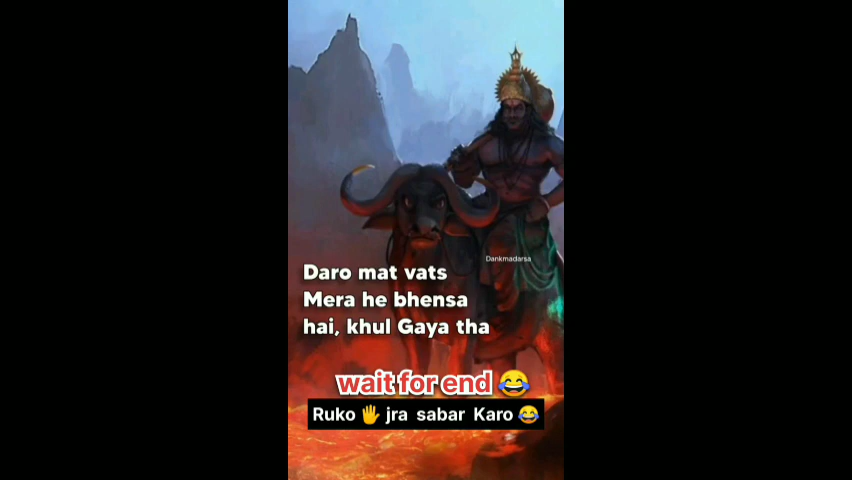 Dankmadarsa
Daro mat vats
Mera he bhensa
hai, khul Gaya tha
wait for end 😂
Ruko 🖐 jra sabar Karo 😂